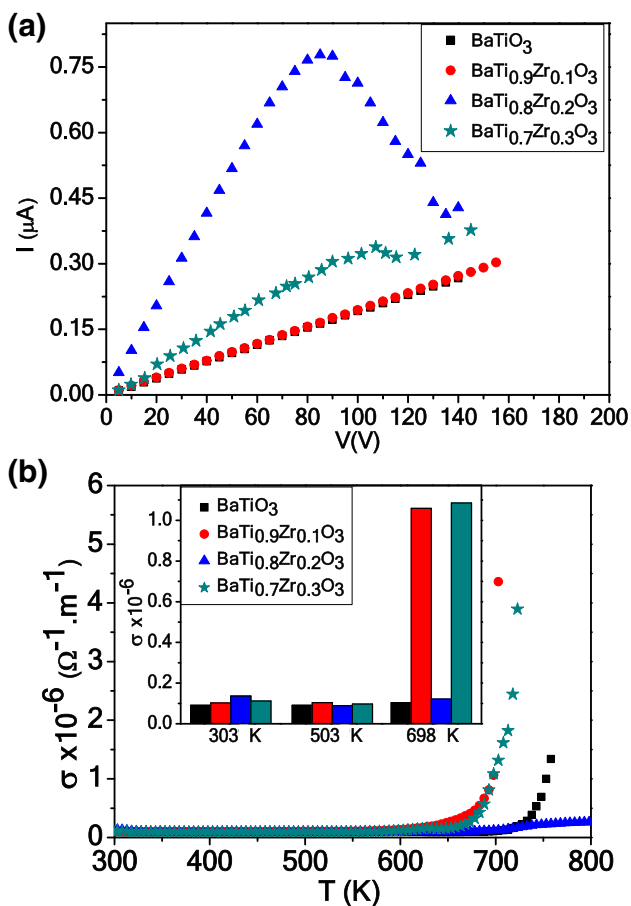 (a)
BaTiO3
BaTi0.9Zr0.1O3
BaTi0.8Zr0.2O3
BaTi0.7Zr0.3O3
0.75
0.60
0.45
0.30
0.15
0.00
I (μA)
0 20 40 60 80 100 120 140 160 180 200
V(V)
(b)
BaTiO3
BaTi0.9Zr0.1O3
BaTi0.8Zr0.2O3
BaTi0.7Zr0.3O3
1.0
0.8
0.6
0.4
0.2
0.0
σ x10-6
303 K 503 K 698 K
6
5
4
3
2
1
0
σ x10-6 (Ω-1.m-1)
300 400 500 600 700 800
T (K)